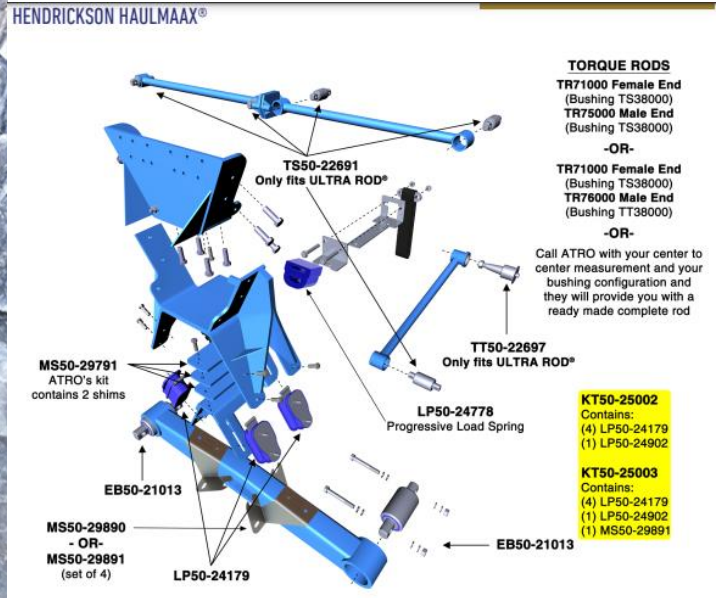 HENDRICKSON HAULMAAX®
TORQUE RODS
TR71000 Female End
(Bushing TS38000)
TR75000 Male End
(Bushing TS38000)
-OR-
TR71000 Female End
(Bushing TS38000)
TR76000 Male End
(Bushing TT38000)
-OR-
Call ATRO with your center to
center measurement and your
bushing configuration and
they will provide you with a
ready made complete rod
TS50-22691
Only fits ULTRA ROD®
TT50-22697
Only fits ULTRA ROD®
MS50-29791
ATRO's kit
contains 2 shims
LP50-24778
Progressive Load Spring
KT50-25002
Contains:
(4) LP50-24179
(1) LP50-24902
KT50-25003
Contains:
(4) LP50-24179
(1) LP50-24902
(1) MS50-29891
EB50-21013
MS50-29890
- OR-
MS50-29891
(set of 4)
LP50-24179
EB50-21013